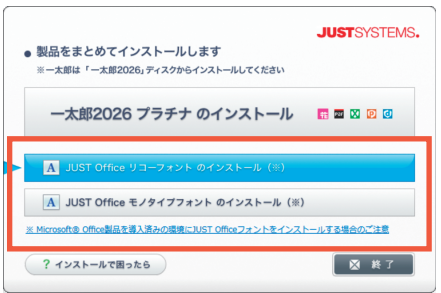 JUSTSYSTEMS.
● 製品をまとめてインストールします
※一太郎は「一太郎2026」ディスクからインストールしてください
一太郎2026 プラチナ のインストール
A JUST Office リコーフォント のインストール（※）
A JUST Office モノタイプフォント のインストール（※）
※ Microsoft® Office製品を導入済みの環境にJUST Officeフォントをインストールする場合のご注意
? インストールで困ったら
終了